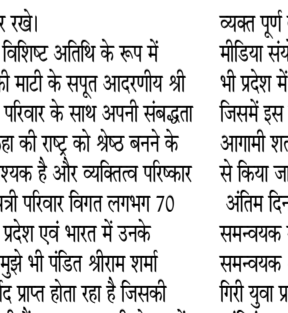 र रखे।
विशिष्ट अतिथि के रूप में
की माटी के सपूत आदरणीय श्री
परिवार के साथ अपनी संबद्धता
हा की राष्ट्र को श्रेष्ठ बनने के
श्यक है और व्यक्तित्व परिष्कार
त्री परिवार विगत लगभग 70
प्रदेश एवं भारत में उनके
मुझे भी पंडित श्रीराम शर्मा
द प्राप्त होता रहा है जिसकी
व्यक्त पूर्ण
मीडिया संयो
भी प्रदेश में
जिसमें इस
आगामी शत
से किया जा
अंतिम दिन
समन्वयक
समन्वयक
गिरी युवा प्र